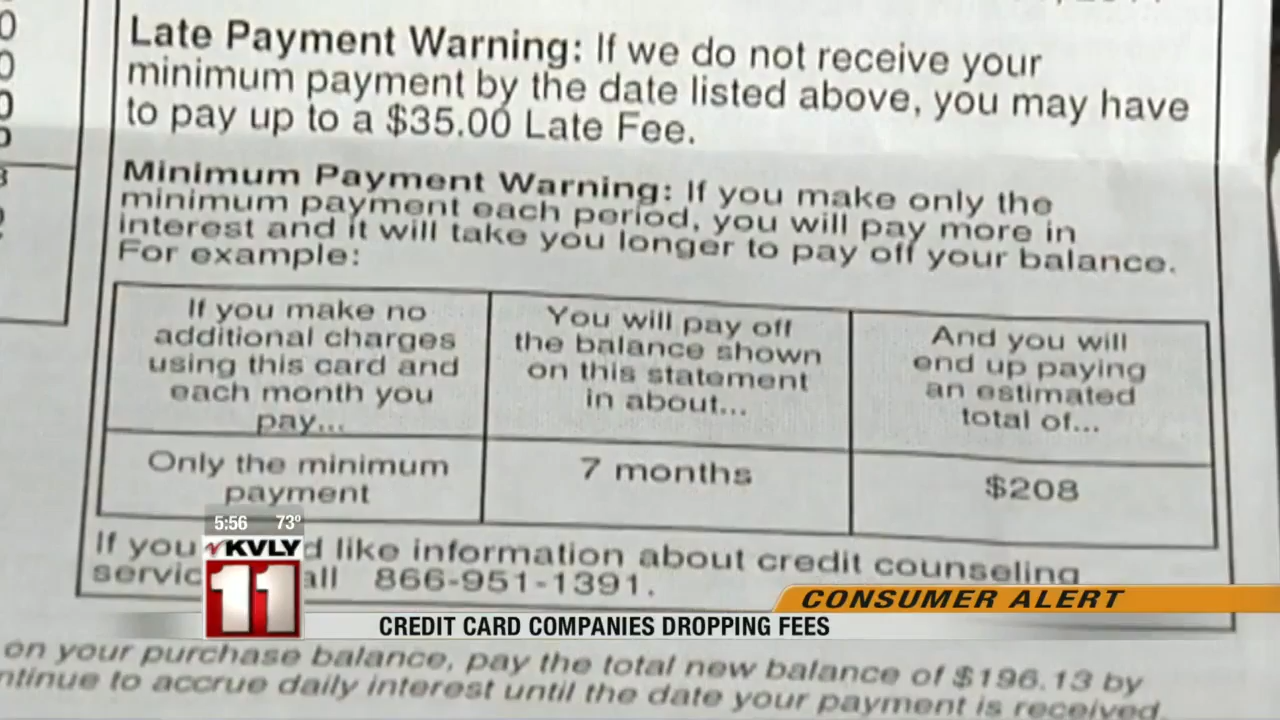 Late Payment Warning: If we do not receive your
minimum payment by the date listed above, you may have
to pay up to a $35.00 Late Fee.
Minimum Payment Warning: If you make only the
minimum payment each period, you will pay more in
interest and it will take you longer to pay off your balance.
For example:
If you make no
additional charges
using this card and
each month you
pay...
You will pay off
the balance shown
on this statement
in about...
And you will
end up paying
an estimated
total of...
Only the minimum
payment
7 months
$208
If you d like information about credit counseling
servic all 866-951-1391.
5:56 73°
KVLY
11
CONSUMER ALERT
CREDIT CARD COMPANIES DROPPING FEES
on your purchase balance, pay the total new balance of $196.13 by
ntinue to accrue daily interest until the date your payment is received.